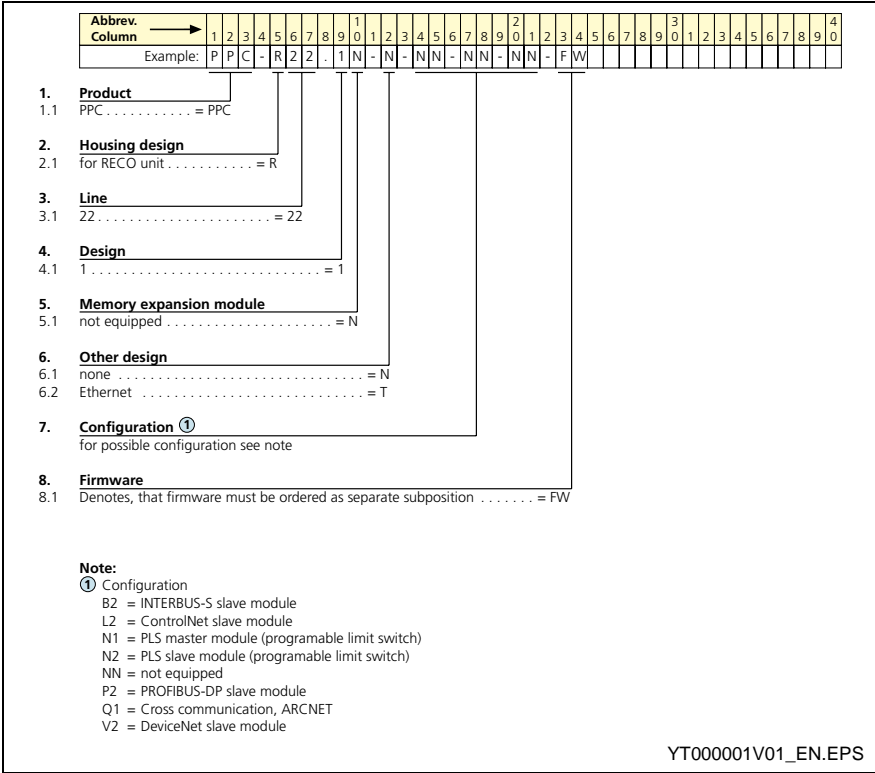 Abbrev. 1 2 3 4
Column 1 2 3 4 5 6 7 8 9 0 1 2 3 4 5 6 7 8 9 0 1 2 3 4 5 6 7 8 9 0 1 2 3 4 5 6 7 8 9 0
Example: P P C - R 2 2 . 1 N - N - N N - N N - N N - F W
1. Product
1.1 PPC . . . . . . . . . . . = PPC
2. Housing design
2.1 for RECO unit . . . . . . . . . . . = R
3. Line
3.1 22 . . . . . . . . . . . . . . . . . . . . . . = 22
4. Design
4.1 1 . . . . . . . . . . . . . . . . . . . . . . . . . . . . . = 1
5. Memory expansion module
5.1 not equipped . . . . . . . . . . . . . . . . . . . . . = N
6. Other design
6.1 none . . . . . . . . . . . . . . . . . . . . . . . . . . . . . . . = N
6.2 Ethernet . . . . . . . . . . . . . . . . . . . . . . . . . . . . = T
7. Configuration ①
for possible configuration see note
8. Firmware
8.1 Denotes, that firmware must be ordered as separate subposition . . . . . . . = FW
Note:
① Configuration
B2 = INTERBUS-S slave module
L2 = ControlNet slave module
N1 = PLS master module (programable limit switch)
N2 = PLS slave module (programable limit switch)
NN = not equipped
P2 = PROFIBUS-DP slave module
Q1 = Cross communication, ARCNET
V2 = DeviceNet slave module
YT000001V01_EN.EPS